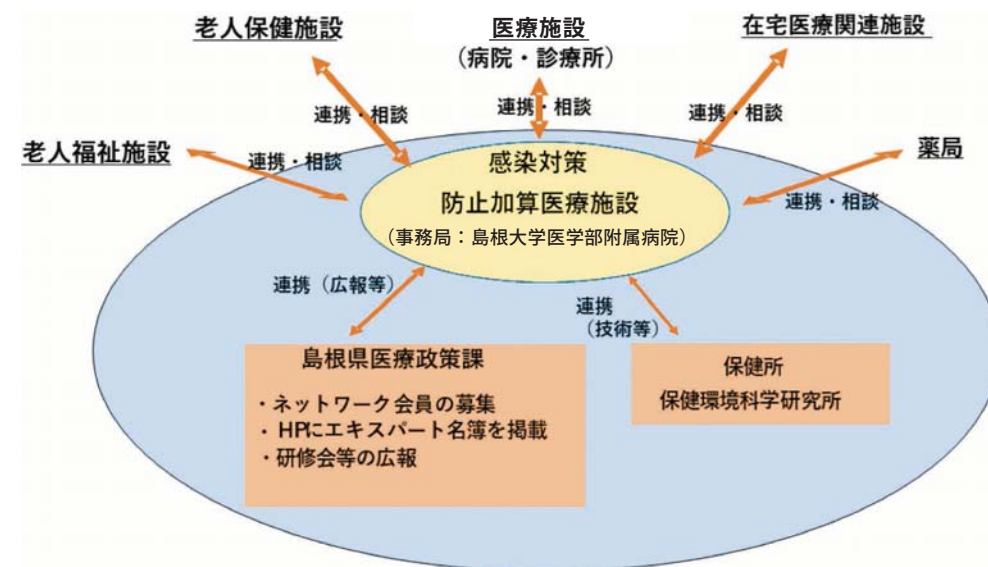 老人保健施設
医療施設
（病院・診療所）
在宅医療関連施設
連携・相談
連携・相談
連携・相談
老人福祉施設
連携・相談
薬局
連携・相談
感染対策
防止加算医療施設
（事務局：島根大学医学部附属病院）
連携（広報等）
連携
（技術等）
島根県医療政策課
・ネットワーク会員の募集
・HPにエキスパート名簿を掲載
・研修会等の広報
保健所
保健環境科学研究所